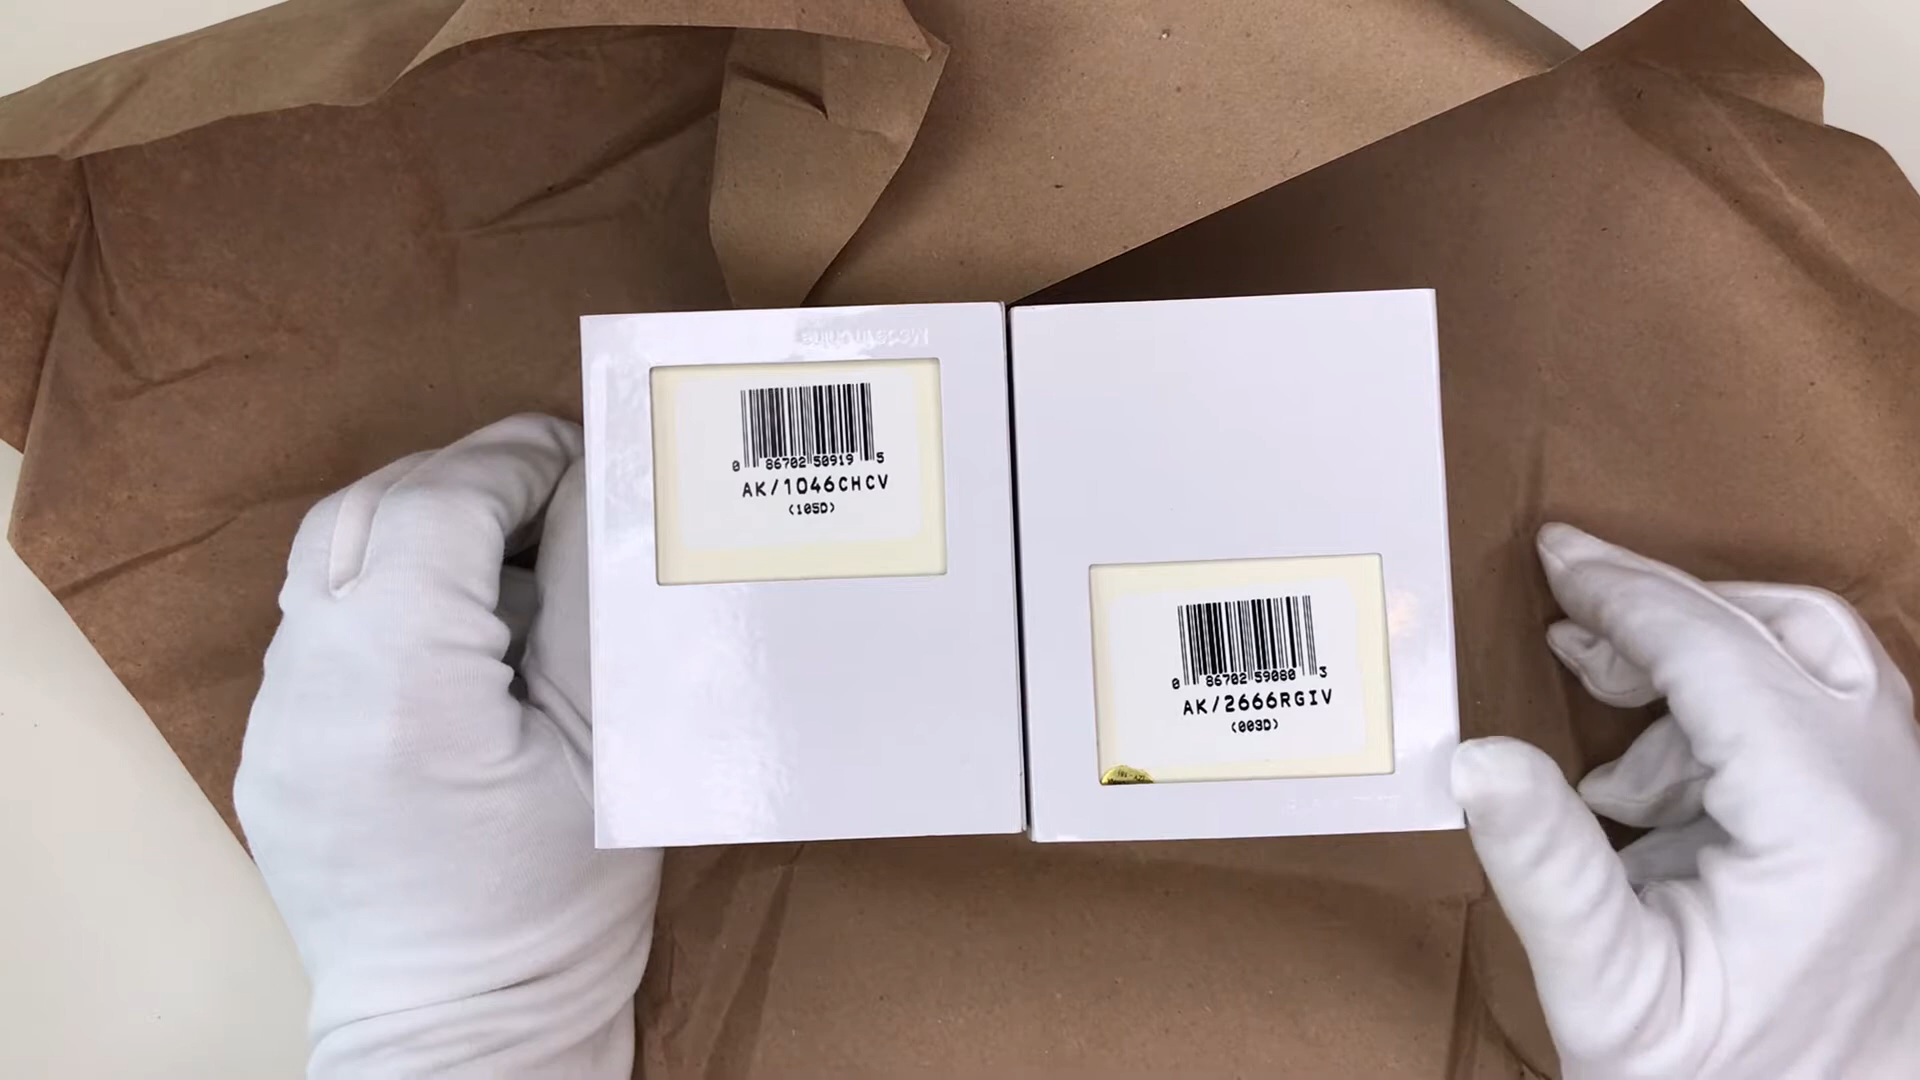 0 86702 50919 5
AK/1046CHCV
(105D)
0 86702 59080 3
AK/2666RGIV
(003D)